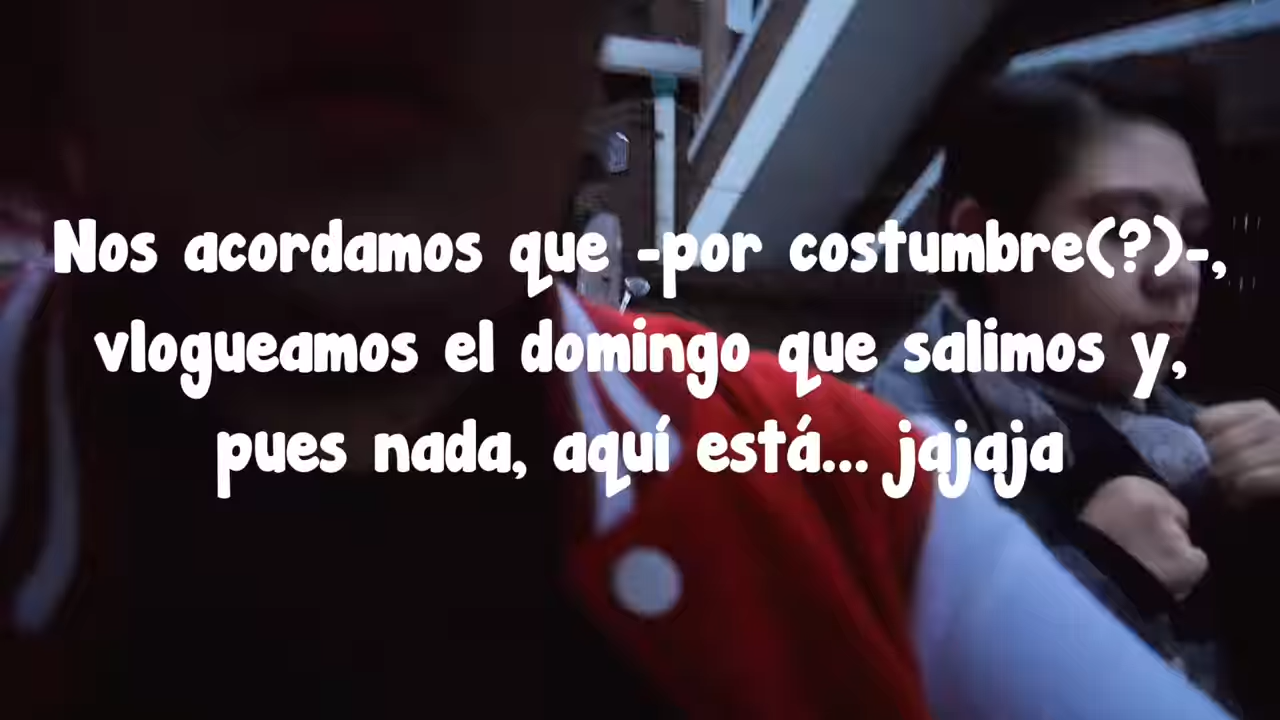 Nos acordamos que -por costumbre(?)-,
vlogueamos el domingo que salimos y,
pues nada, aquí está... jajaja